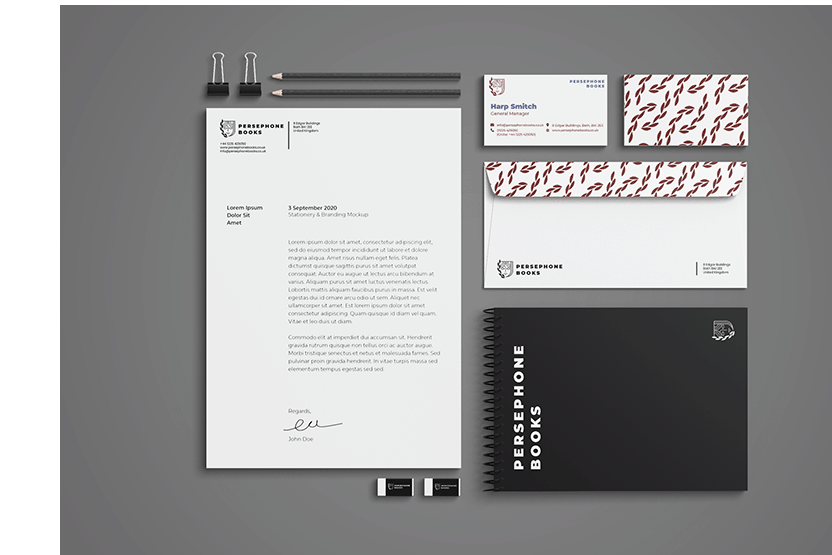 PERSEPHONE
BOOKS
8 Edgar Buildings
Bath BA1 2EE
United Kingdom
+44 1225 425050
www.persephonebooks.co.uk
info@persephonebooks.co.uk
Lorem Ipsum
Dolor Sit
Amet
3 September 2020
Stationery & Branding Mockup
Lorem ipsum dolor sit amet, consectetur adipiscing elit,
sed do eiusmod tempor incididunt ut labore et dolore
magna aliqua. Amet risus nullam eget felis. Platea
dictumst quisque sagittis purus sit amet volutpat
consequat. Auctor eu augue ut lectus arcu bibendum at
varius. Aliquam purus sit amet luctus venenatis lectus.
Lobortis mattis aliquam faucibus purus in massa. Est velit
egestas dui id ornare arcu odio ut sem. Aliquet nec
ullamcorper sit amet. Est lorem ipsum dolor sit amet
consectetur adipiscing. Quam quisque id diam vel quam.
Vitae et leo duis ut diam.
Commodo elit at imperdiet dui accumsan sit. Hendrerit
gravida rutrum quisque non tellus orci ac auctor augue.
Morbi tristique senectus et netus et malesuada fames. Sed
pulvinar proin gravida hendrerit. In vitae turpis massa sed
elementum tempus egestas sed sed.
Regards,
John Doe
PERSEPHONE
BOOKS
Harp Smitch
General Manager
info@persephonebooks.co.uk
8 Edgar Buildings, Bath, BA1 2EE
www.persephonebooks.co.uk
PERSEPHONE
BOOKS
8 Edgar Buildings
Bath BA1 2EE
United Kingdom
PERSEPHONE
BOOKS